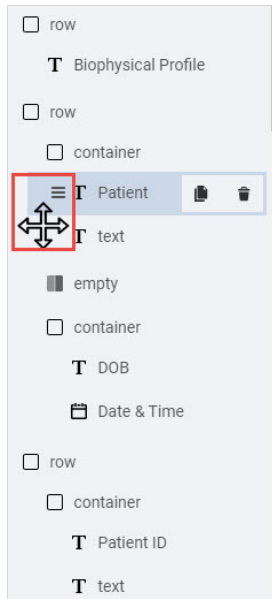 row
T Biophysical Profile
row
container
T Patient
T text
empty
container
T DOB
Date & Time
row
container
T Patient ID
T text